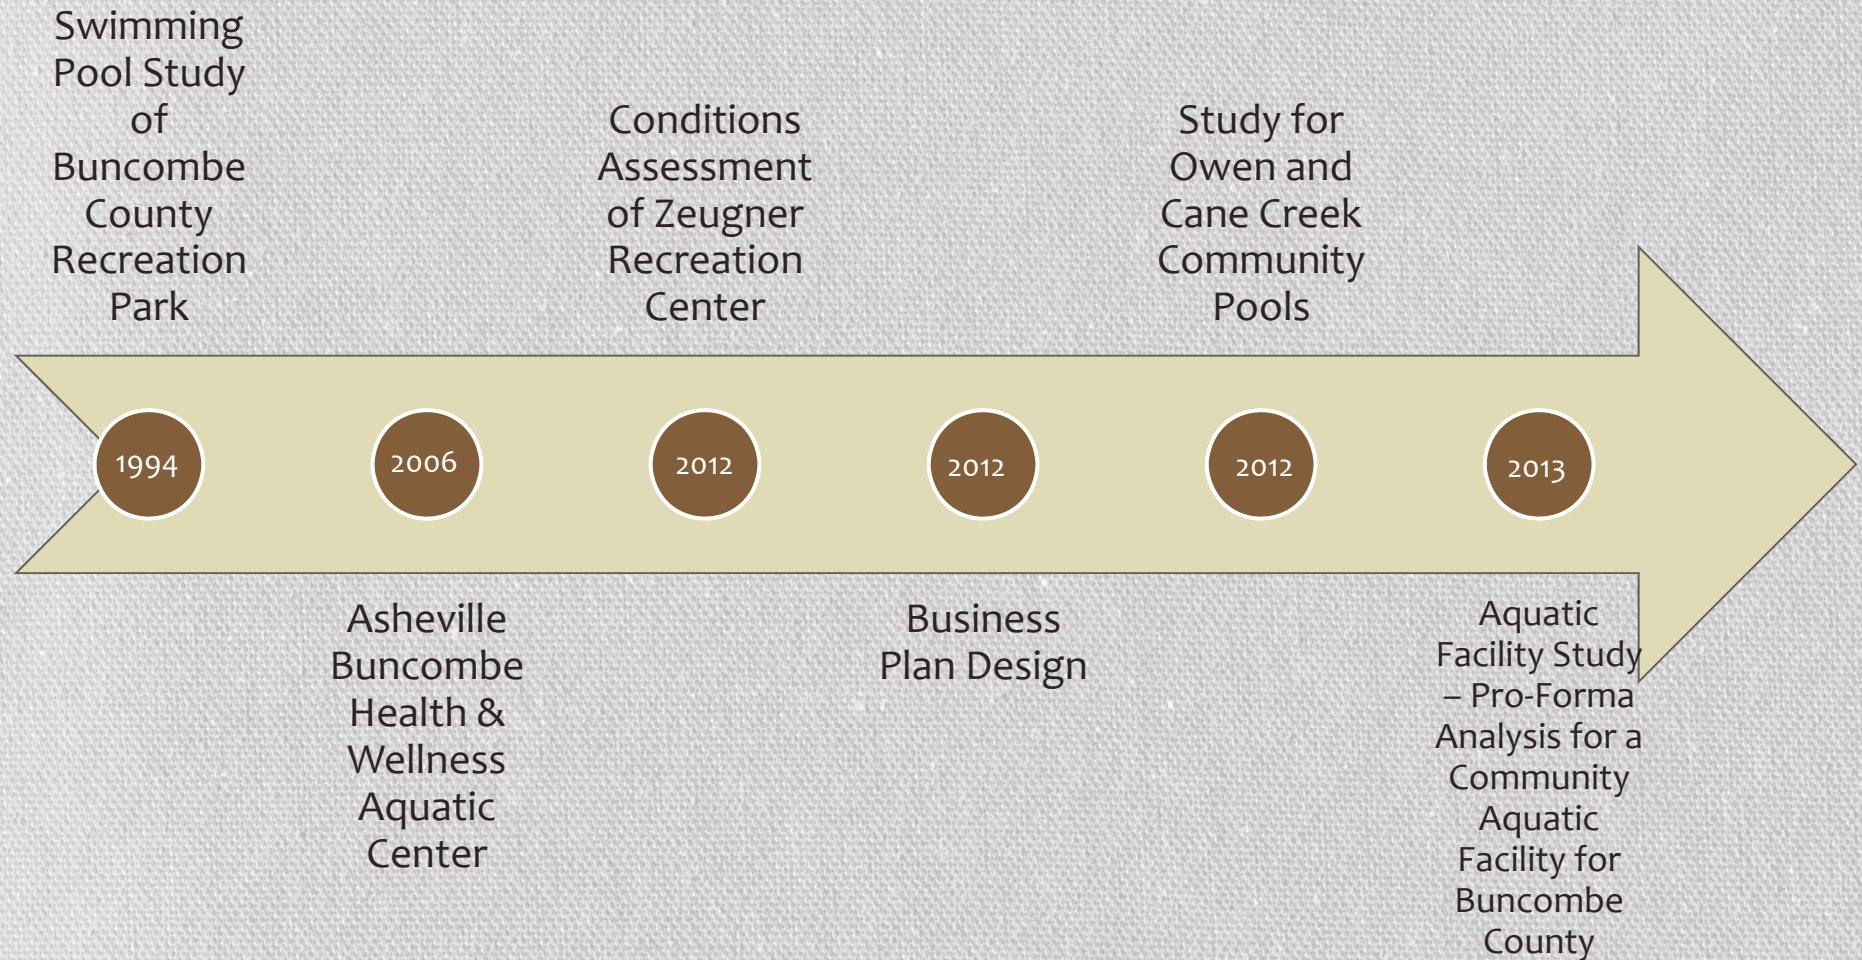 Swimming
Pool Study
of
Buncombe
County
Recreation
Park
Conditions
Assessment
of Zeugner
Recreation
Center
Study for
Owen and
Cane Creek
Community
Pools
1994
2006
2012
2012
2012
2013
Asheville
Buncombe
Health &
Wellness
Aquatic
Center
Business
Plan Design
Aquatic
Facility Study
– Pro-Forma
Analysis for a
Community
Aquatic
Facility for
Buncombe
County